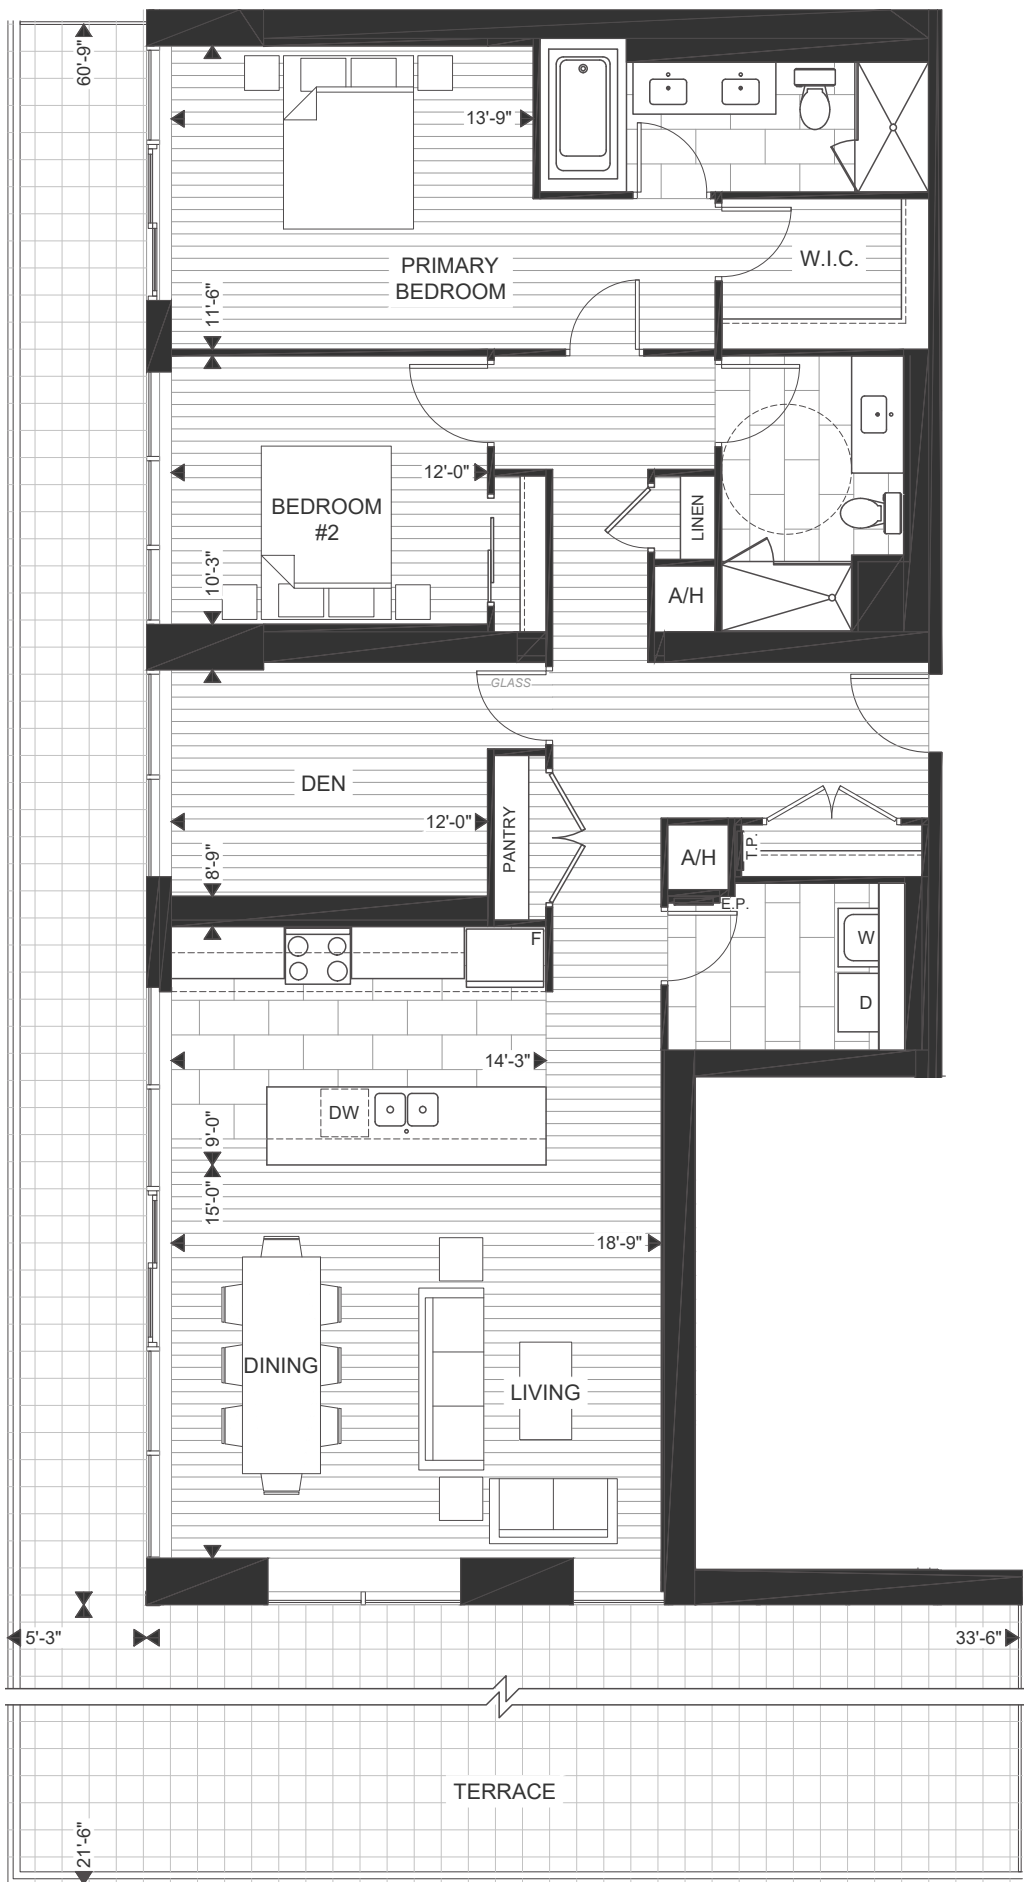 60'-9"
13'-9"
PRIMARY
BEDROOM
W.I.C.
11'-6"
12'-0"
BEDROOM
#2
LINEN
10'-3"
A/H
GLASS
DEN
12'-0"
PANTRY
8'-9"
A/H
T.P.
E.P.
F
W
D
14'-3"
DW
9'-0"
15'-0"
18'-9"
DINING
LIVING
5'-3"
33'-6"
TERRACE
21'-6"